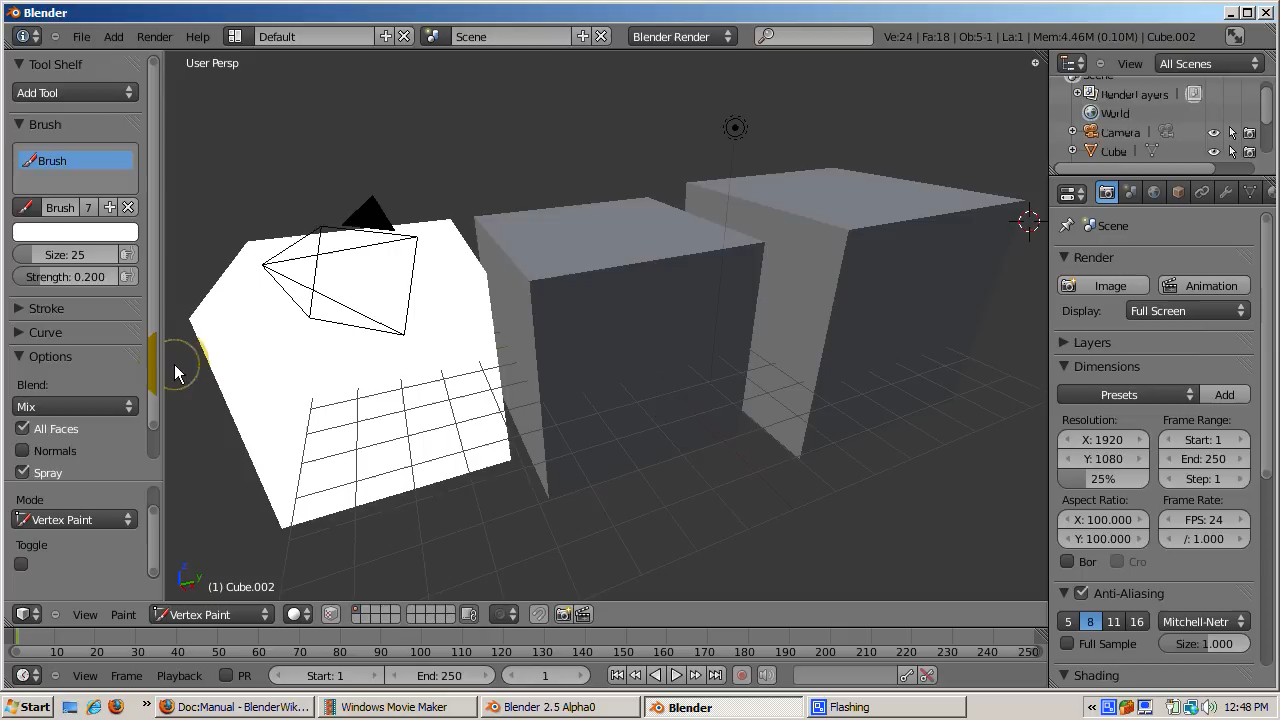 Blender
File Add Render Help Default Scene Blender Render Ve:24 | Fa:18 | Ob:5-1 | La:1 | Mem:4.46M (0.10M) | Cube.002
Tool Shelf
Add Tool
Brush
Brush
Brush 7
Size: 25
Strength: 0.200
Stroke
Curve
Options
Blend:
Mix
All Faces
Normals
Spray
Mode
Vertex Paint
Toggle
User Persp
(1) Cube.002
View Paint Vertex Paint
View All Scenes
Scene
RenderLayers
World
Camera
Cube
Scene
Render
Image Animation
Display: Full Screen
Layers
Dimensions
Presets Add
Resolution: Frame Range:
X: 1920 Start: 1
Y: 1080 End: 250
25% Step: 1
Aspect Ratio: Frame Rate:
X: 100.000 FPS: 24
Y: 100.000 /: 1.000
Bor Cro
Anti-Aliasing
5 8 11 16 Mitchell-Netr
Full Sample Size: 1.000
Shading
10 20 30 40 50 60 70 80 90 100 110 120 130 140 150 160 170 180 190 200 210 220 230 240 250
View Frame Playback PR Start: 1 End: 250 1
Start Doc:Manual - BlenderWik... Windows Movie Maker Blender 2.5 Alpha0 Blender Flashing 12:48 PM